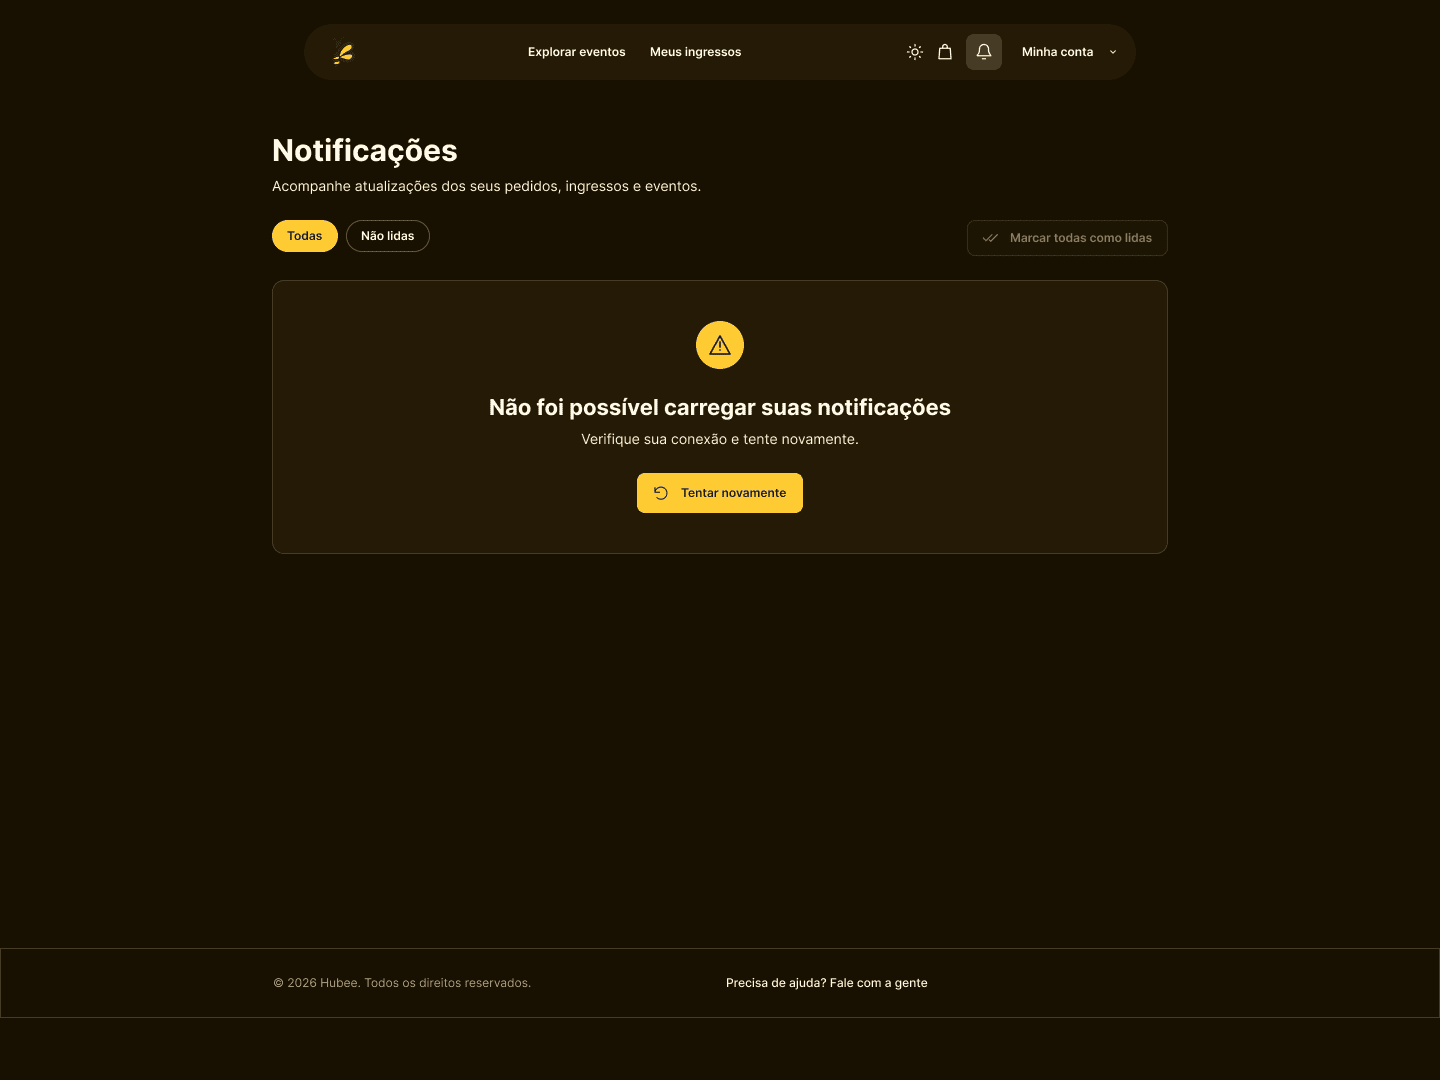 Explorar eventos
Meus ingressos
Minha conta
Notificações
Acompanhe atualizações dos seus pedidos, ingressos e eventos.
Todas
Não lidas
Marcar todas como lidas
Não foi possível carregar suas notificações
Verifique sua conexão e tente novamente.
Tentar novamente
© 2026 Hubee. Todos os direitos reservados.
Precisa de ajuda? Fale com a gente